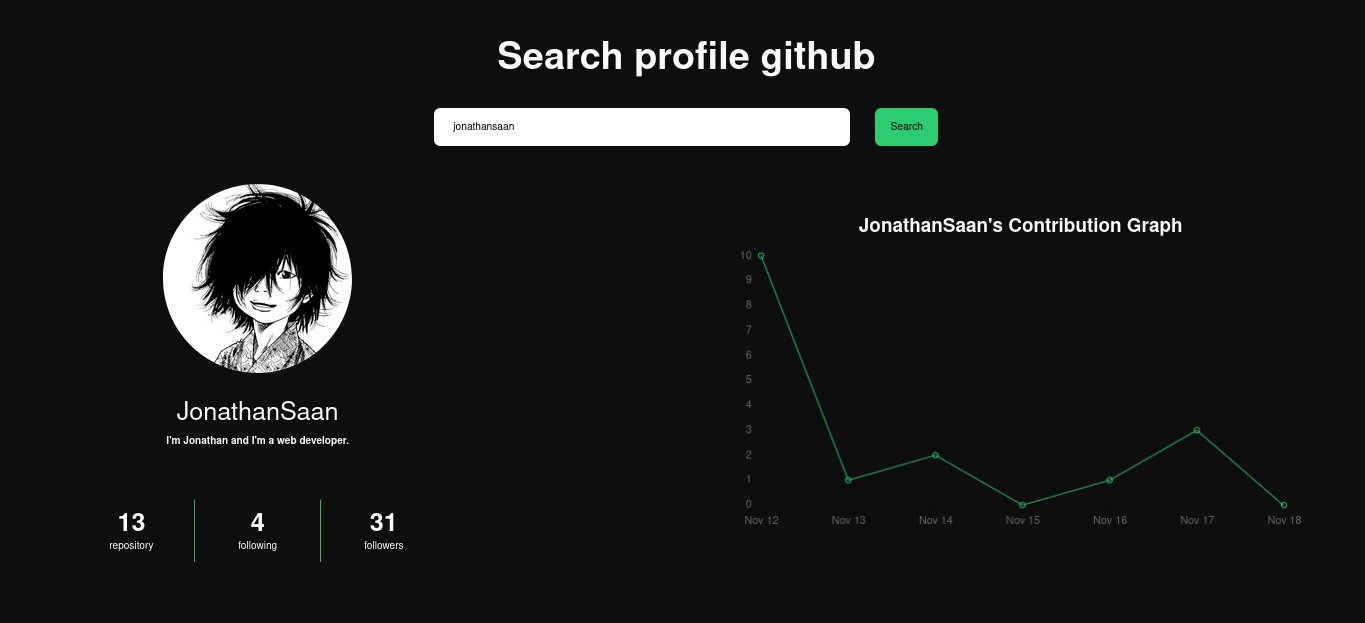 Search profile github
jonathansaan
Search
JonathanSaan
I'm Jonathan and I'm a web developer.
13
repository
4
following
31
followers
JonathanSaan's Contribution Graph
10
9
8
7
6
5
4
3
2
1
0
Nov 12 Nov 13 Nov 14 Nov 15 Nov 16 Nov 17 Nov 18